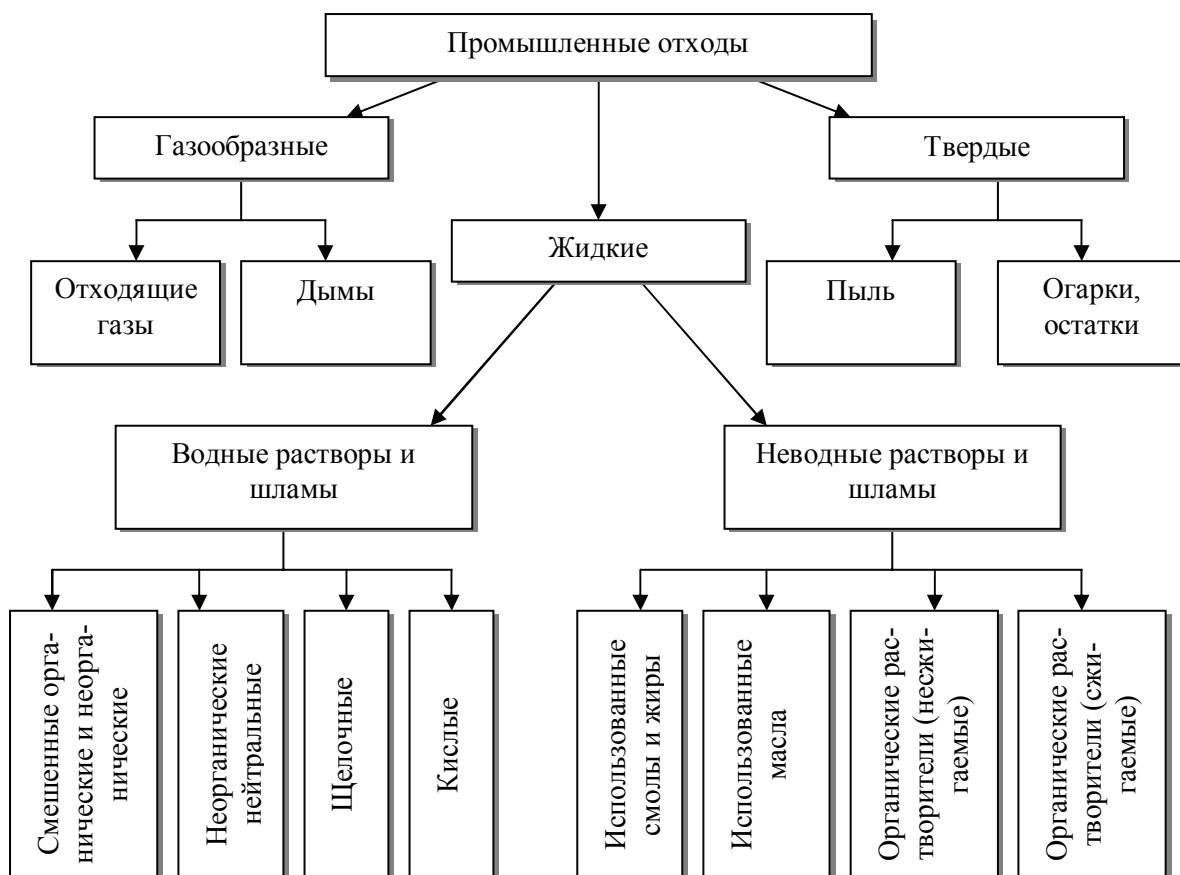 Промышленные отходы
Газообразные
Твердые
Жидкие
Отходящие
газы
Дымы
Пыль
Огарки,
остатки
Водные растворы и
шламы
Неводные растворы и
шламы
Смешенные орга-
нические и неорга-
нические
Неорганические
нейтральные
Щелочные
Кислые
Использованные
смолы и жиры
Использованные
масла
Органические рас-
творители (несжи-
гаемые)
Органические рас-
творители (сжи-
гаемые)